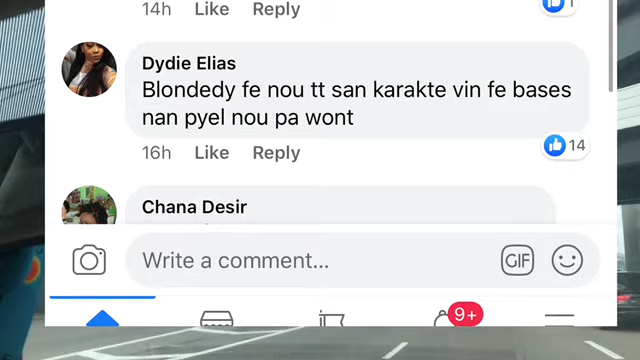 14h Like Reply 1
Dydie Elias
Blondedy fe nou tt san karakte vin fe bases
nan pyel nou pa wont
16h Like Reply 14
Chana Desir
Write a comment... GIF
9+